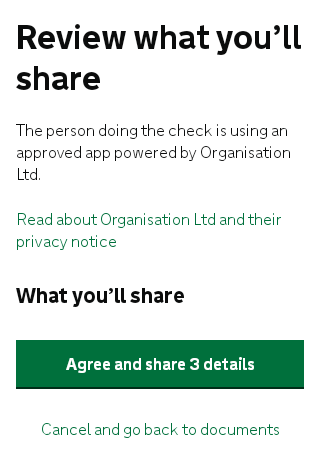 Review what you’ll
share
The person doing the check is using an
approved app powered by Organisation
Ltd.
Read about Organisation Ltd and their
privacy notice
What you’ll share
Agree and share 3 details
Cancel and go back to documents